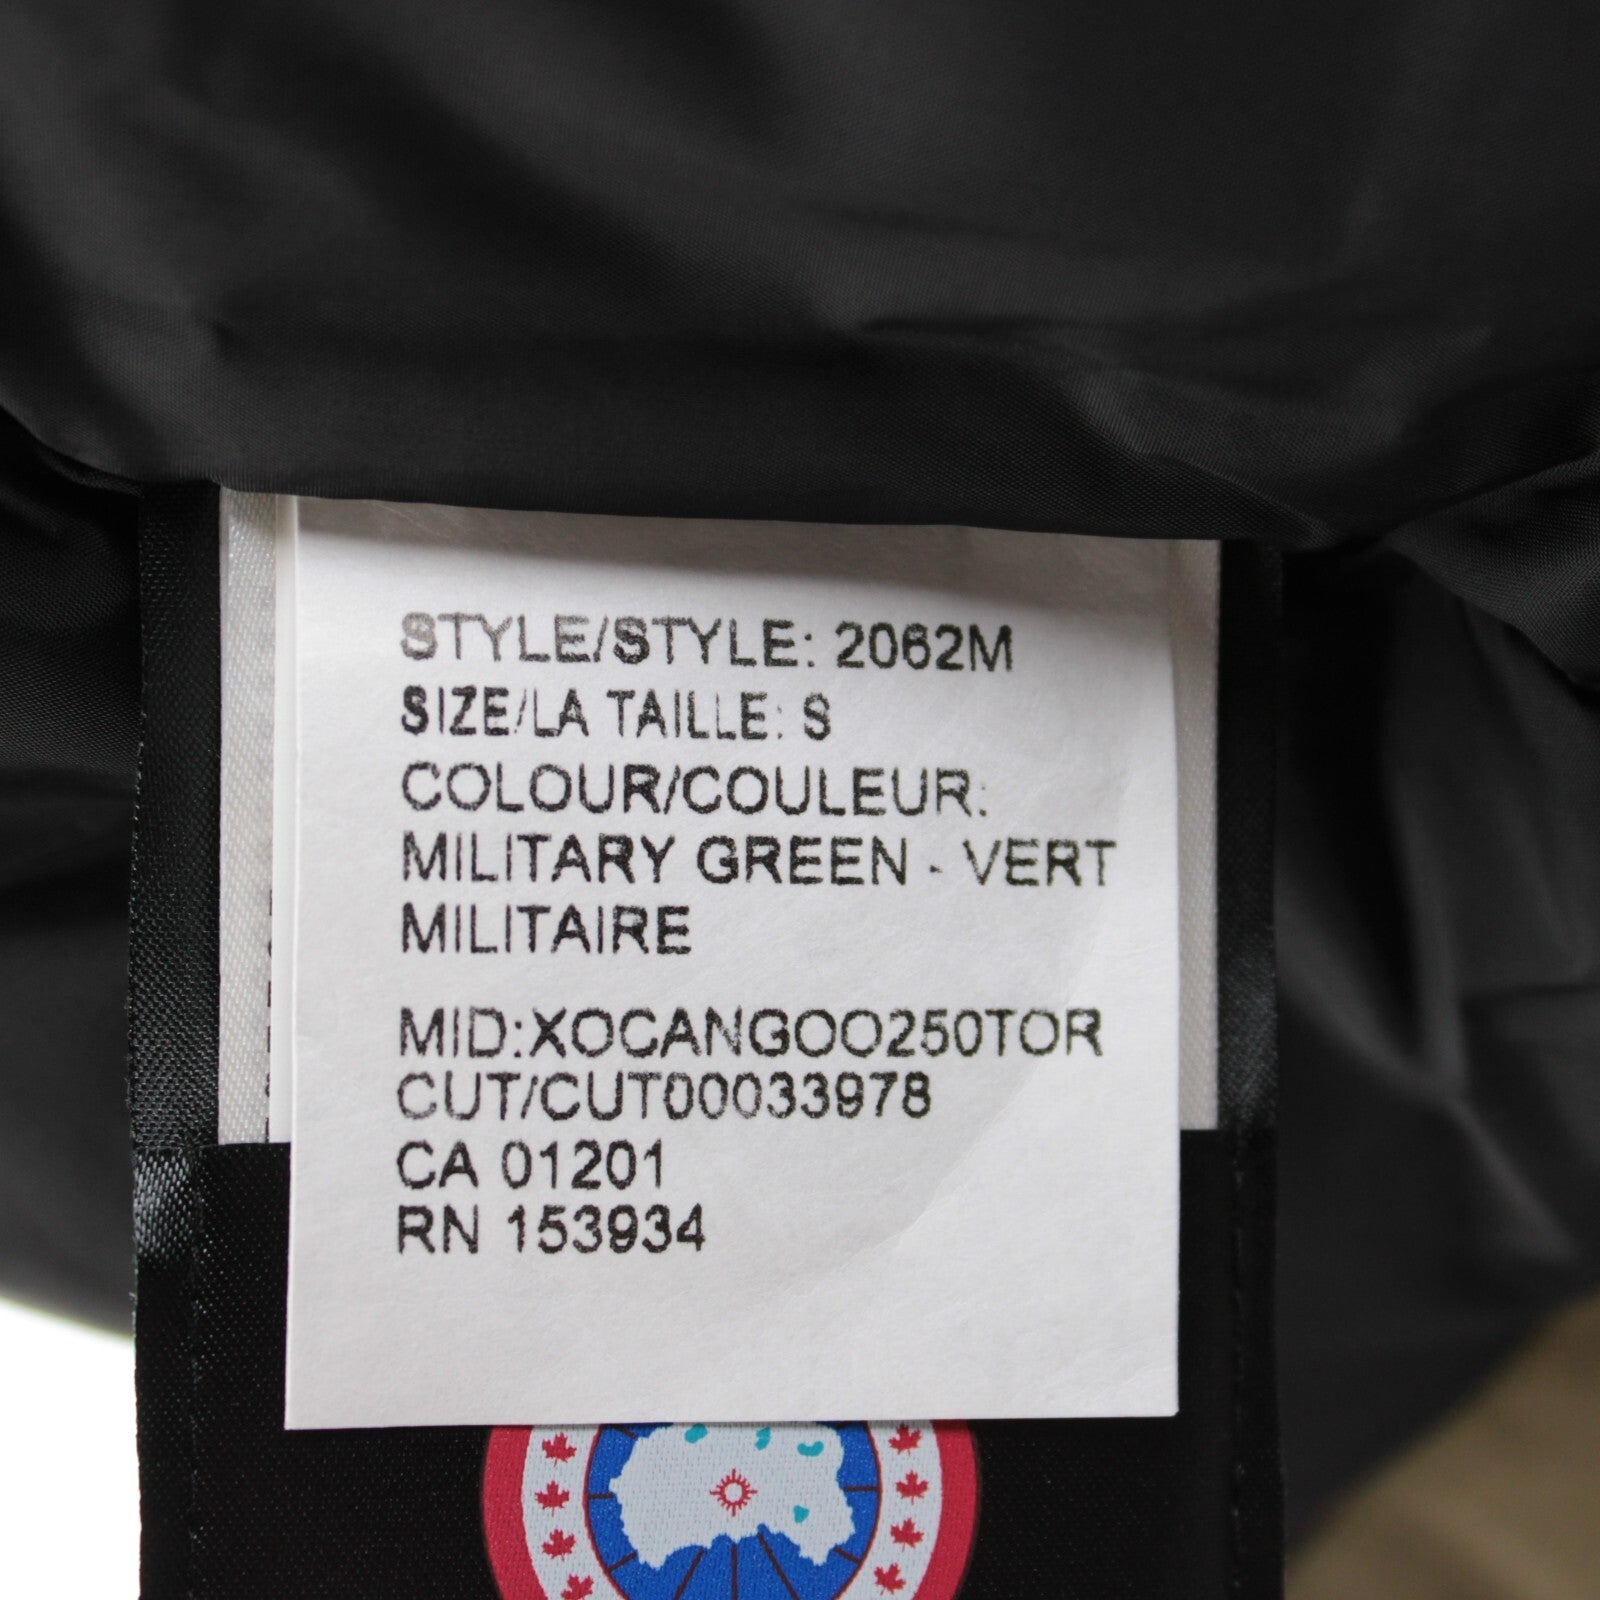 STYLE/STYLE: 2062M
SIZE/LA TAILLE: S
COLOUR/COULEUR:
MILITARY GREEN - VERT
MILITAIRE
MID:XOCANGOO250TOR
CUT/CUT00033978
CA 01201
RN 153934